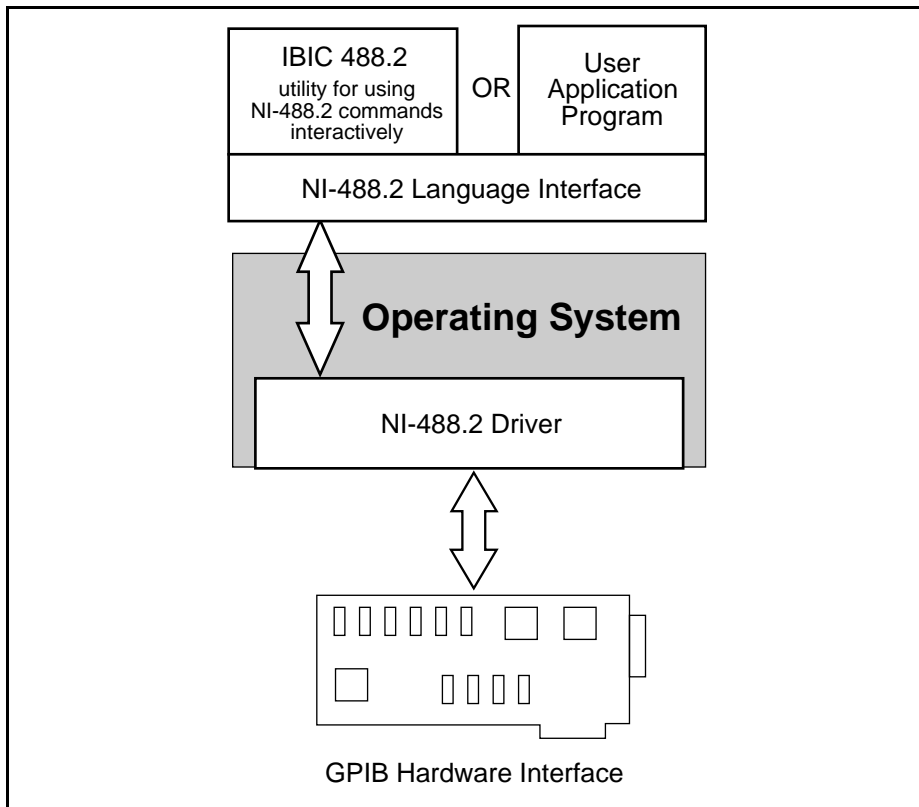 IBIC 488.2
utility for using
NI-488.2 commands
interactively
OR
User
Application
Program
NI-488.2 Language Interface
Operating System
NI-488.2 Driver
GPIB Hardware Interface